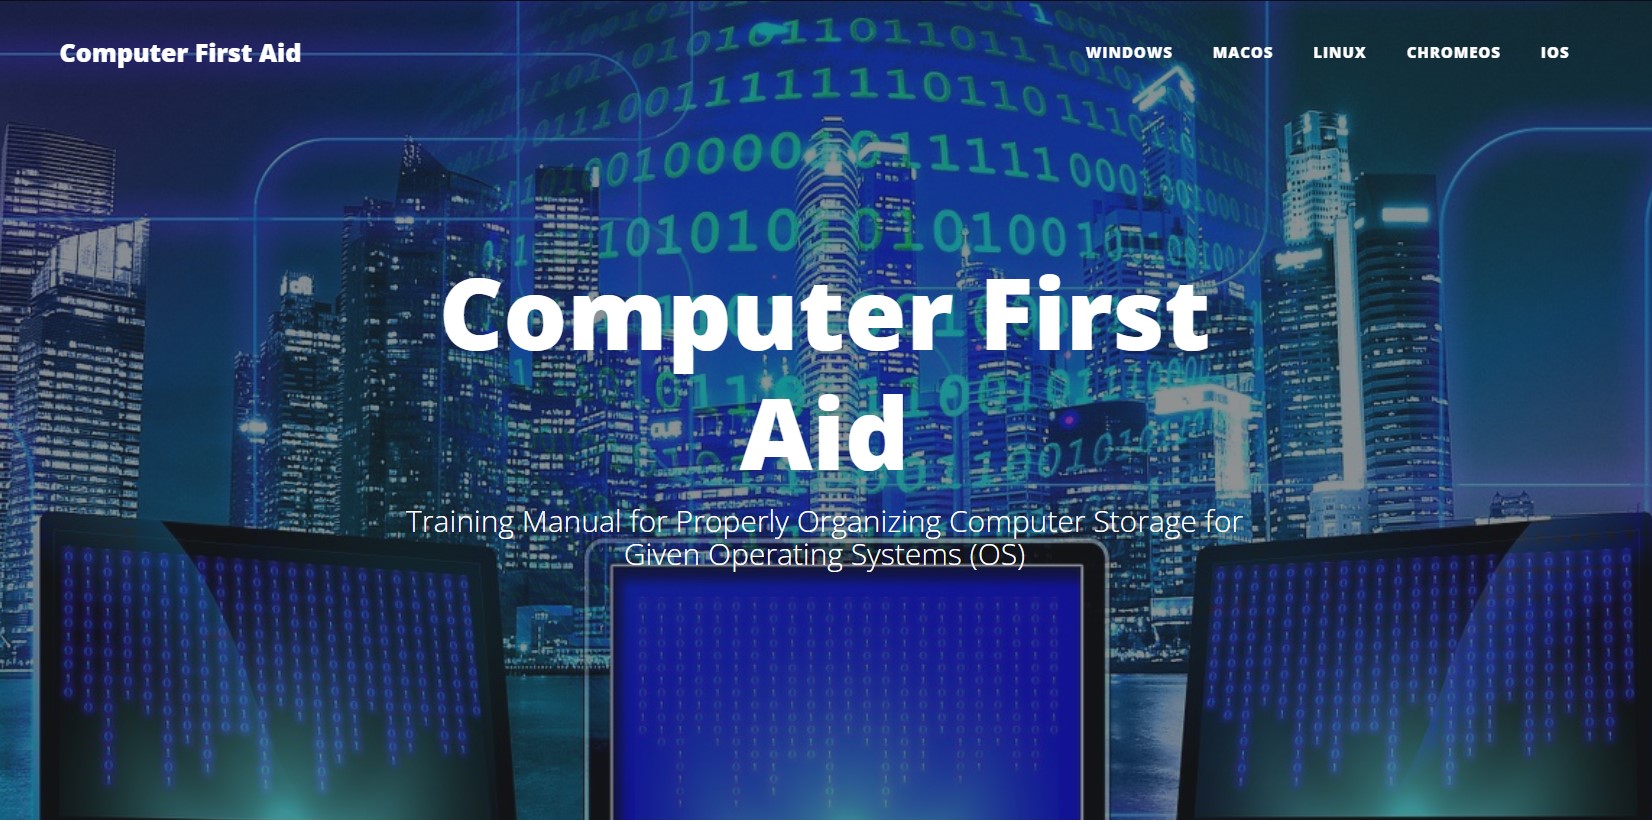 Computer First Aid
WINDOWS MACOS LINUX CHROMEOS IOS
Computer First
Aid
Training Manual for Properly Organizing Computer Storage for
Given Operating Systems (OS)